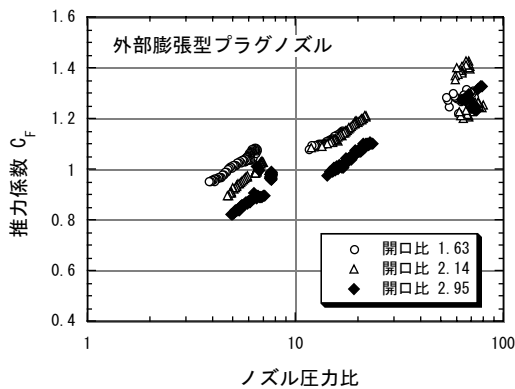 外部膨張型プラグノズル
推力係数 C_F
1.6
1.4
1.2
1
0.8
0.6
0.4
開口比 1.63
開口比 2.14
開口比 2.95
1
10
100
ノズル圧力比